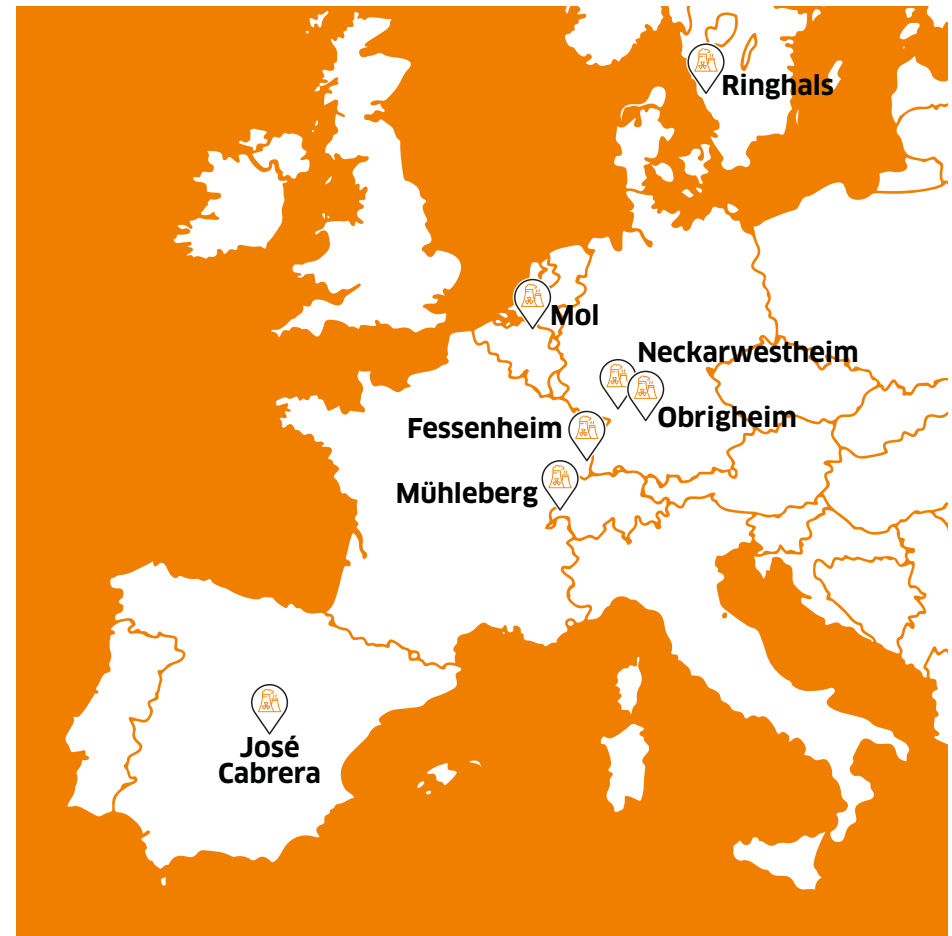 Ringhals
Mol
Neckarwestheim
Obrigheim
Fessenheim
Mühleberg
José
Cabrera